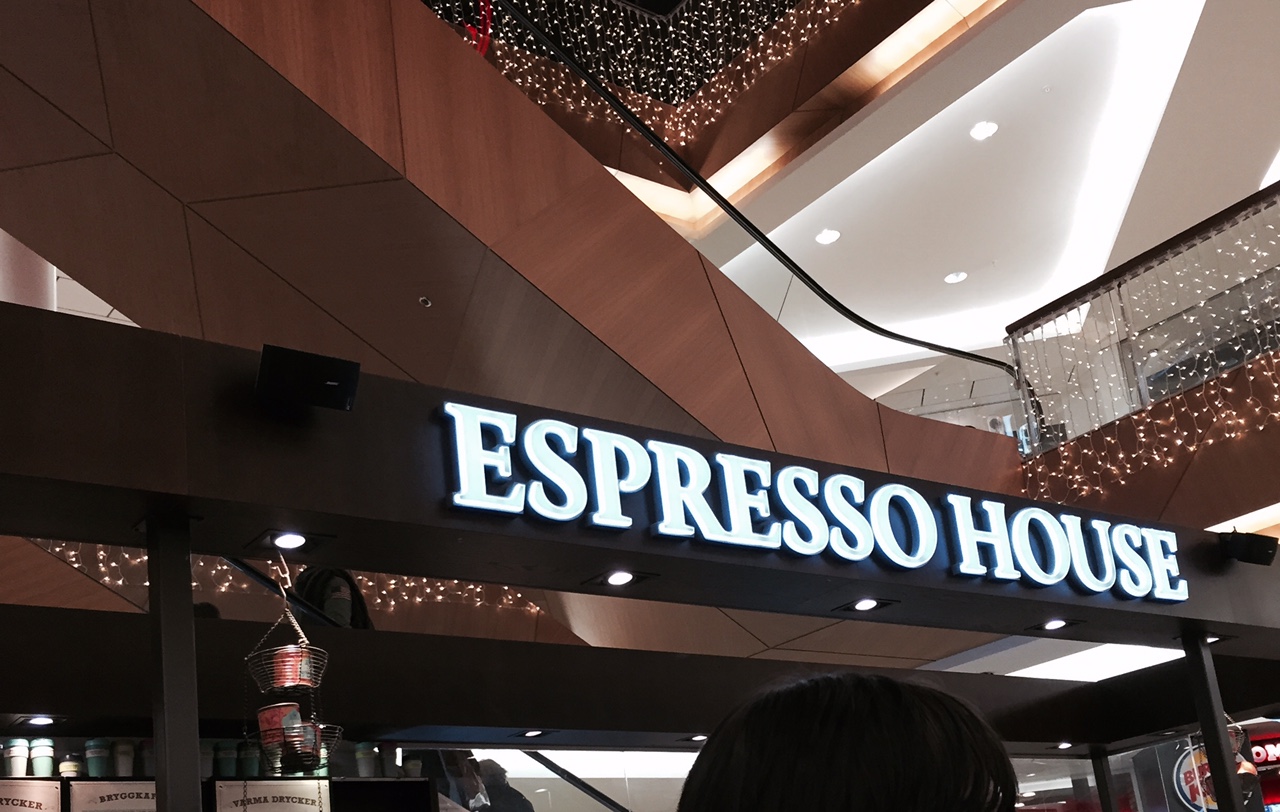 ESPRESSO HOUSE
RYCKER
BRYGGKAF
VARMA DRYCKER